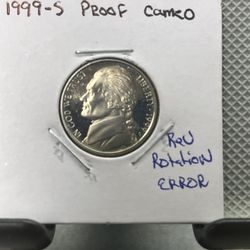 1999-S PROOF CAMEO
IN GOD WE TRUST
LIBERTY
REV
ROTATION
ERROR